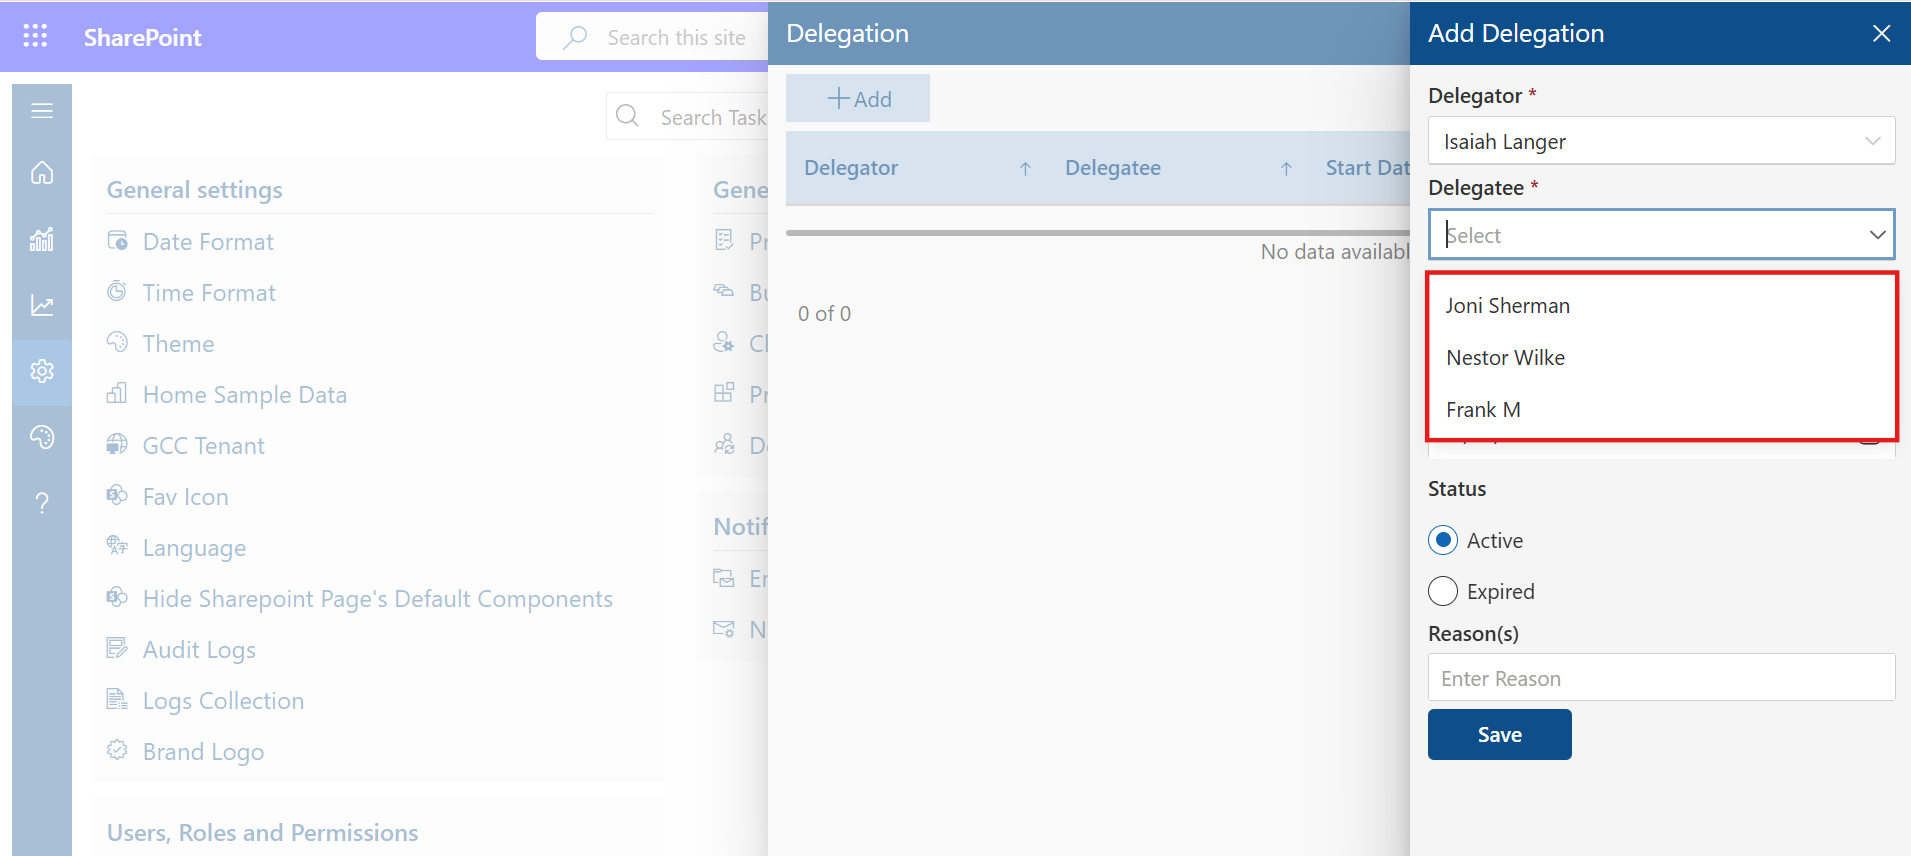 SharePoint
Search this site
Search Task
General settings
Date Format
Time Format
Theme
Home Sample Data
GCC Tenant
Fav Icon
Language
Hide Sharepoint Page's Default Components
Audit Logs
Logs Collection
Brand Logo
Users, Roles and Permissions
Gene
Pr
Bu
Cl
Pr
De
Notif
Er
N
Delegation
Add
Delegator
Delegatee
Start Dat
No data availabl
0 of 0
Add Delegation
Delegator *
Isaiah Langer
Delegatee *
Select
Joni Sherman
Nestor Wilke
Frank M
Status
Active
Expired
Reason(s)
Enter Reason
Save